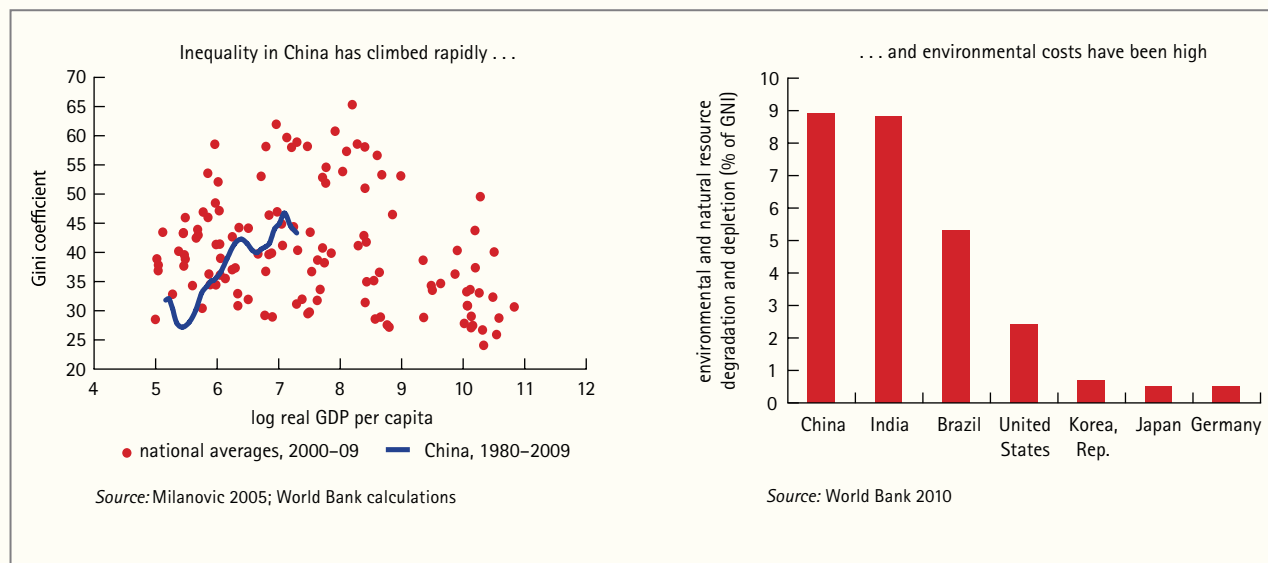 Inequality in China has climbed rapidly . . .
70
65
60
55
50
45
40
35
30
25
20
Gini coefficient
4 5 6 7 8 9 10 11 12
log real GDP per capita
national averages, 2000–09 China, 1980–2009
Source: Milanovic 2005; World Bank calculations
. . . and environmental costs have been high
10
9
8
7
6
5
4
3
2
1
0
environmental and natural resource
degradation and depletion (% of GNI)
China India Brazil United Korea, Japan Germany
States Rep.
Source: World Bank 2010